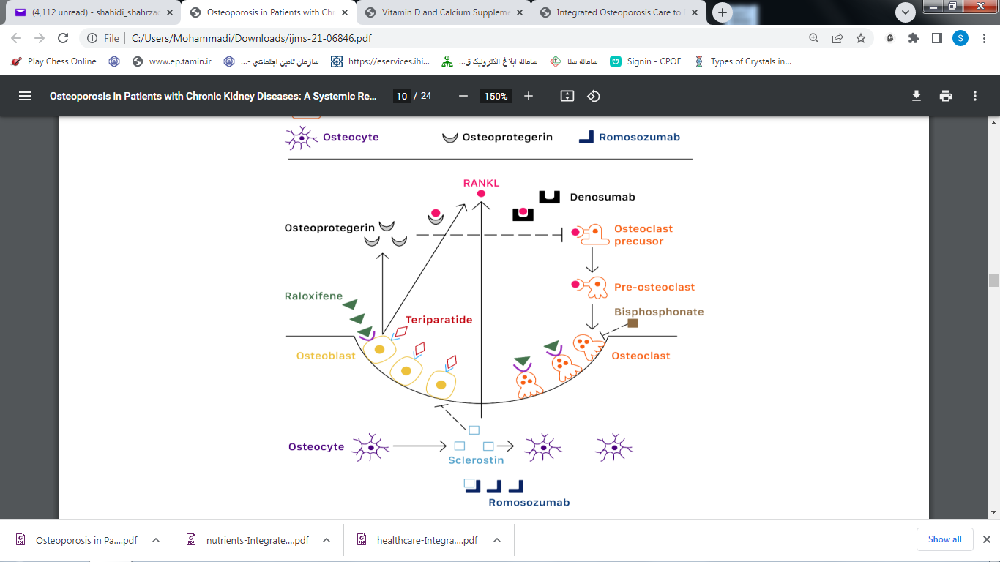 (4,112 unread) - shahidi_shahrzad
Osteoporosis in Patients with Chr
Vitamin D and Calcium Suppleme
Integrated Osteoporosis Care to
File
C:/Users/Mohammadi/Downloads/ijms-21-06846.pdf
S
Play Chess Online
www.ep.tamin.ir
سازمان تامین اجتماعی -...
https://eservices.ihi...
سامانه ابلاغ الکترونیک ق...
سامانه سنا
Signin - CPOE
Types of Crystals in...
Osteoporosis in Patients with Chronic Kidney Diseases: A Systemic Re...
10 / 24
150%
Osteocyte
Osteoprotegerin
Romosozumab
RANKL
Denosumab
Osteoprotegerin
Osteoclast
precusor
Pre-osteoclast
Raloxifene
Bisphosphonate
Teriparatide
Osteoblast
Osteoclast
Osteocyte
Sclerostin
Romosozumab
Osteoporosis in Pa....pdf
nutrients-Integrate....pdf
healthcare-Integra....pdf
Show all